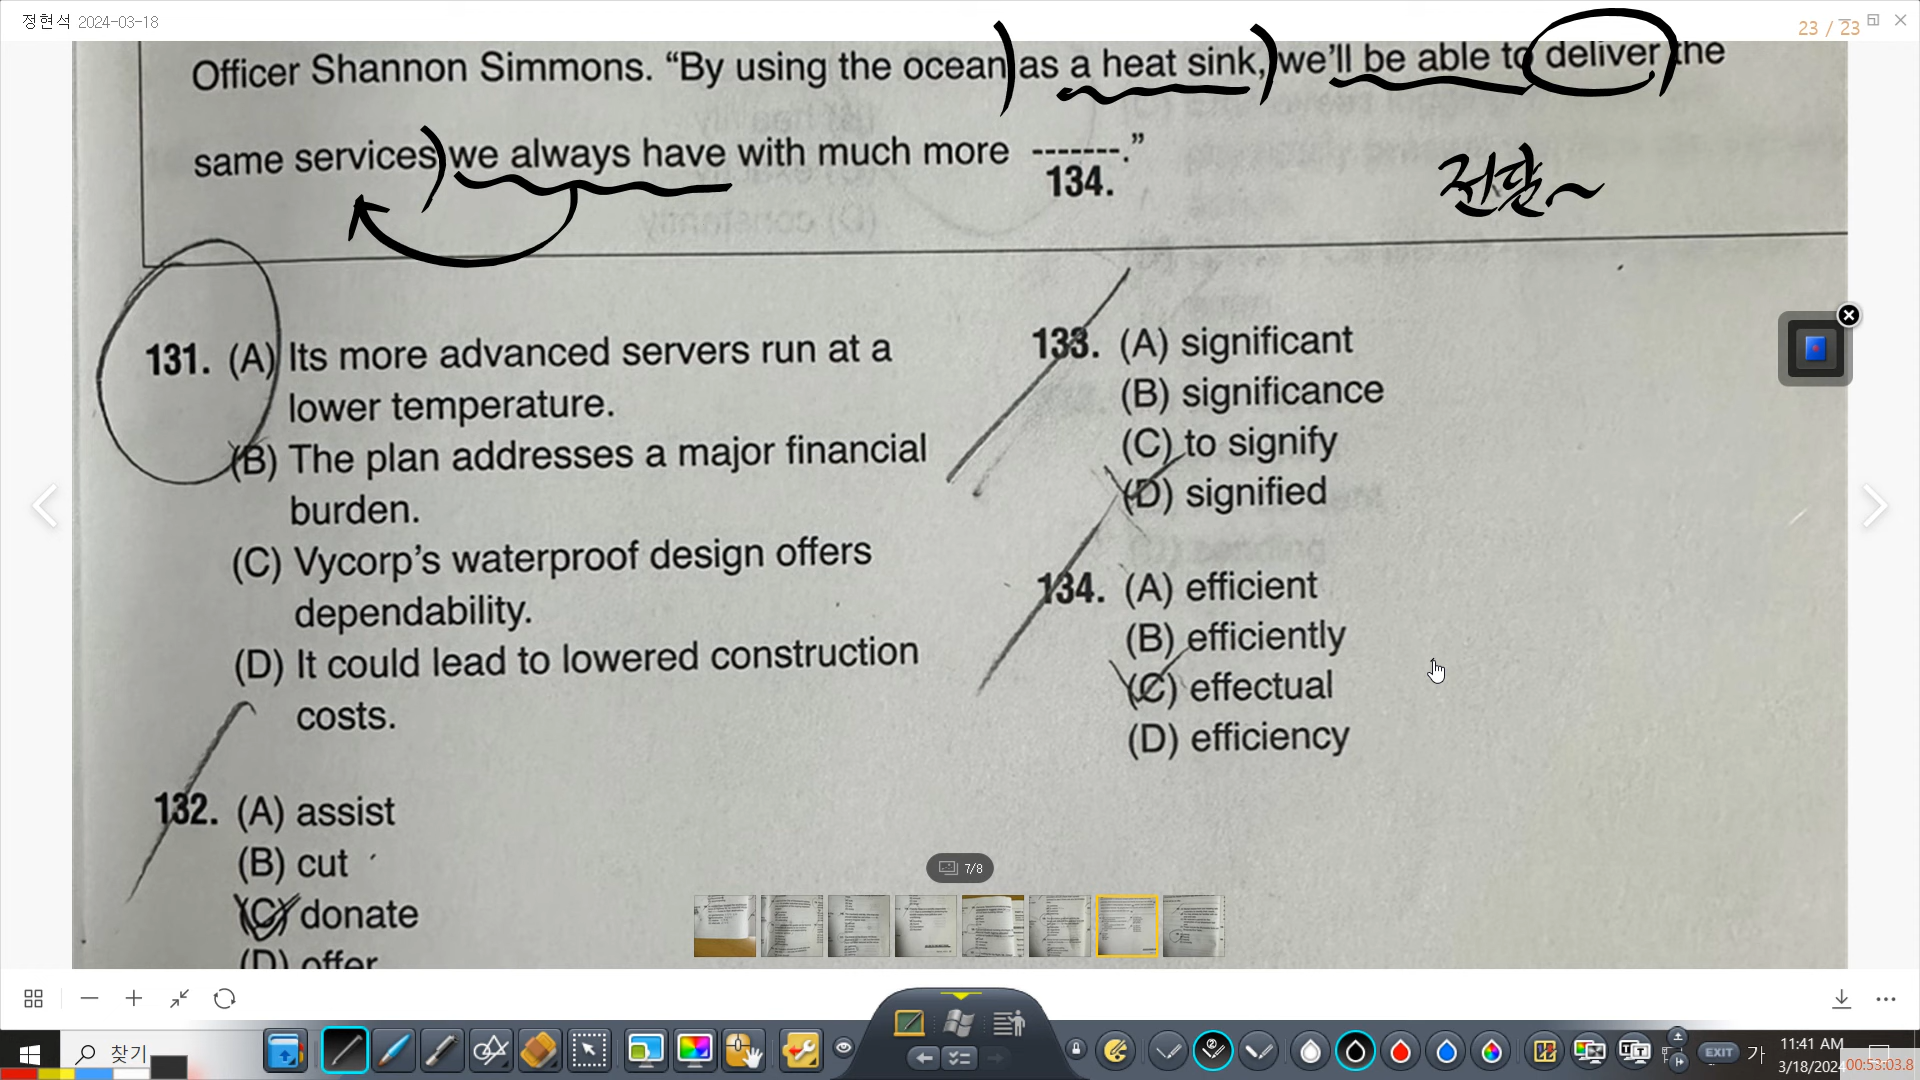 정현석 2024-03-18
23 / 23
Officer Shannon Simmons. “By using the ocean as a heat sink, we’ll be able to deliver the
same services we always have with much more -------.”
134.
전달~
131. (A) Its more advanced servers run at a
lower temperature.
(B) The plan addresses a major financial
burden.
(C) Vycorp’s waterproof design offers
dependability.
(D) It could lead to lowered construction
costs.
132. (A) assist
(B) cut
(C) donate
(D) offer
133. (A) significant
(B) significance
(C) to signify
(D) signified
134. (A) efficient
(B) efficiently
(C) effectual
(D) efficiency
7/8
찾기
EXIT
가
11:41 AM
3/18/2024
00:53:03.8